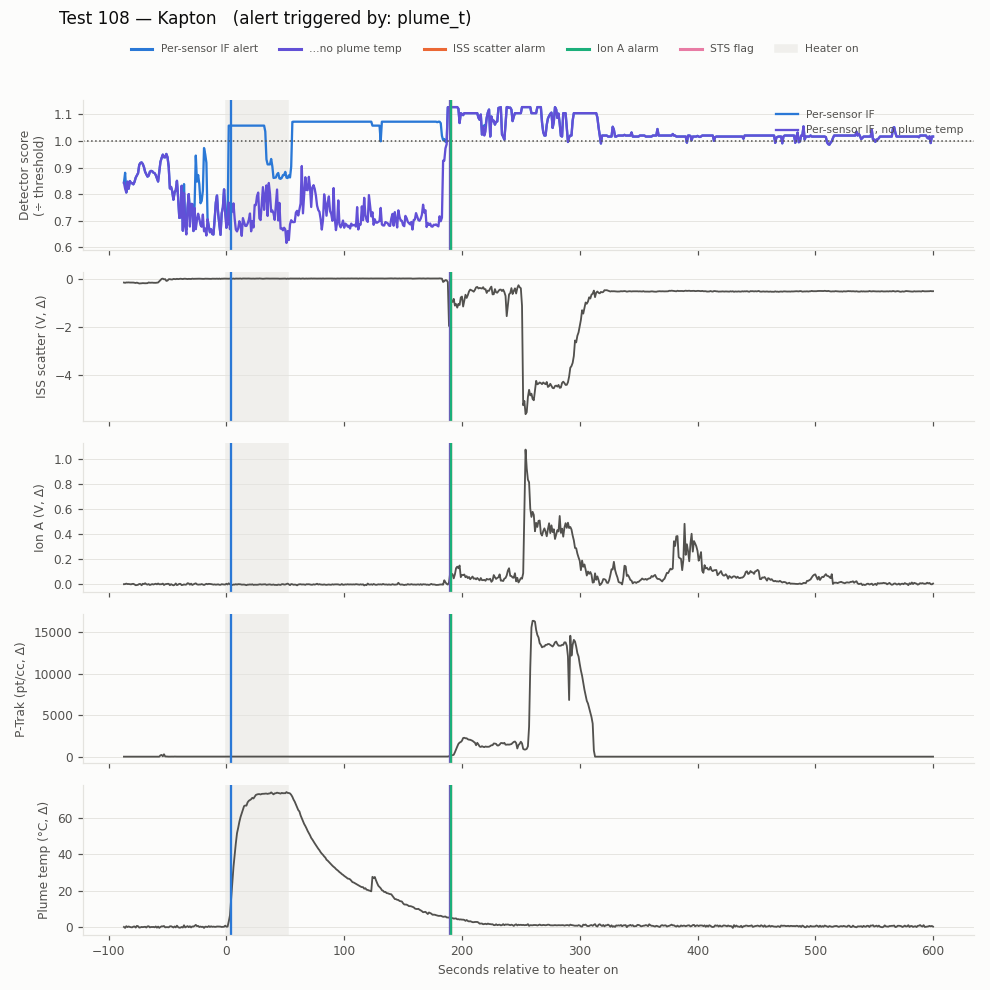 Test 108 — Kapton   (alert triggered by: plume_t)
Per-sensor IF alert
...no plume temp
ISS scatter alarm
Ion A alarm
STS flag
Heater on
Detector score
(÷ threshold)
1.1
1.0
0.9
0.8
0.7
0.6
Per-sensor IF
Per-sensor IF, no plume temp
ISS scatter (V, Δ)
0
−2
−4
Ion A (V, Δ)
1.0
0.8
0.6
0.4
0.2
0.0
P-Trak (pt/cc, Δ)
15000
10000
5000
0
Plume temp (°C, Δ)
60
40
20
0
−100
0
100
200
300
400
500
600
Seconds relative to heater on